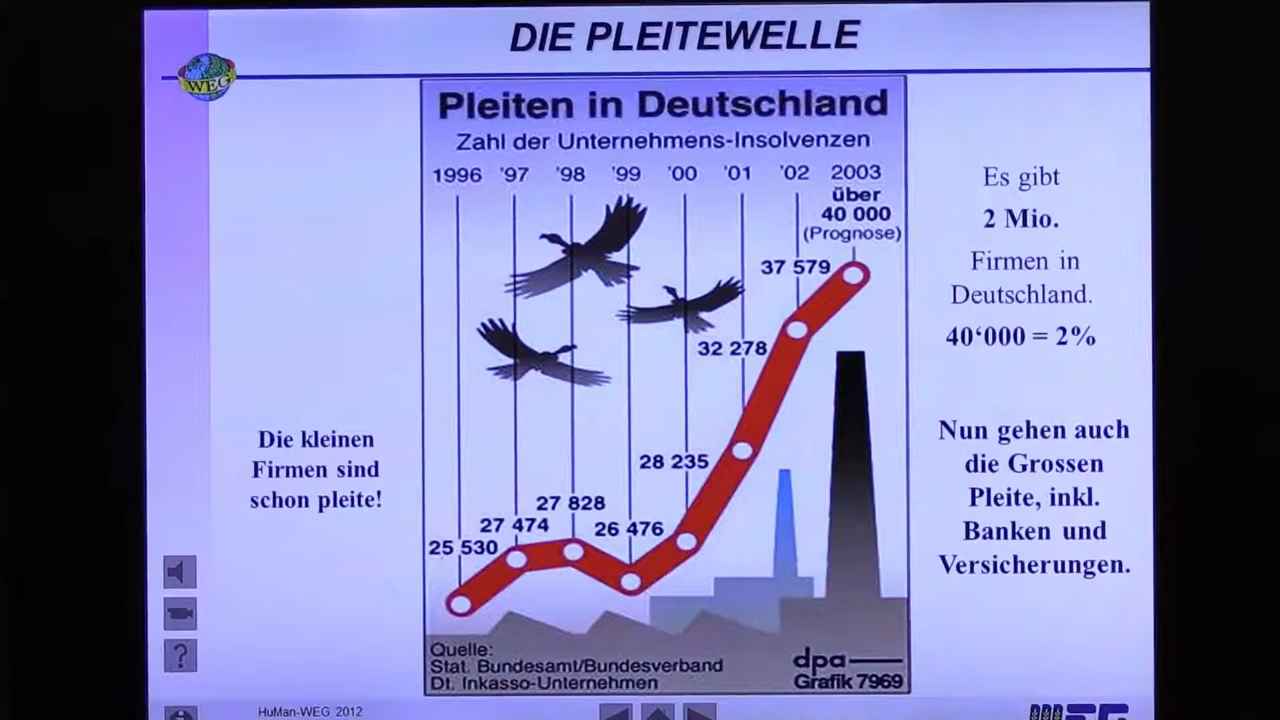 DIE PLEITEWELLE
WEG
Pleiten in Deutschland
Zahl der Unternehmens-Insolvenzen
1996 '97 '98 '99 '00 '01 '02 2003
über
40 000
(Prognose)
37 579
32 278
28 235
27 828
27 474
26 476
25 530
Quelle:
Stat. Bundesamt/Bundesverband
Dt. Inkasso-Unternehmen
dpa
Grafik 7969
Die kleinen
Firmen sind
schon pleite!
Es gibt
2 Mio.
Firmen in
Deutschland.
40‘000 = 2%
Nun gehen auch
die Grossen
Pleite, inkl.
Banken und
Versicherungen.
?
HuMan-WEG 2012